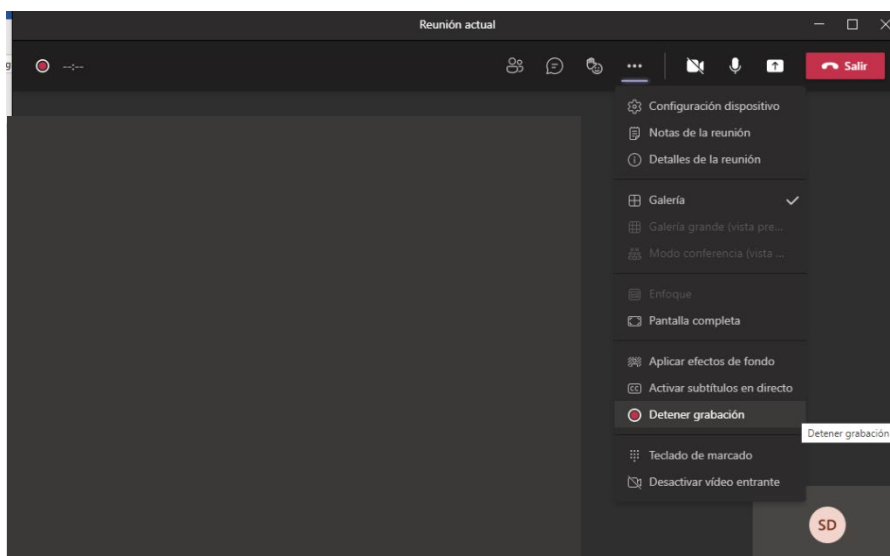 Reunión actual
g
--:--
Salir
Configuración dispositivo
Notas de la reunión
Detalles de la reunión
Galería
Galería grande (vista pre...
Modo conferencia (vista ...
Enfoque
Pantalla completa
Aplicar efectos de fondo
Activar subtítulos en directo
Detener grabación
Detener grabación
Teclado de marcado
Desactivar vídeo entrante
SD